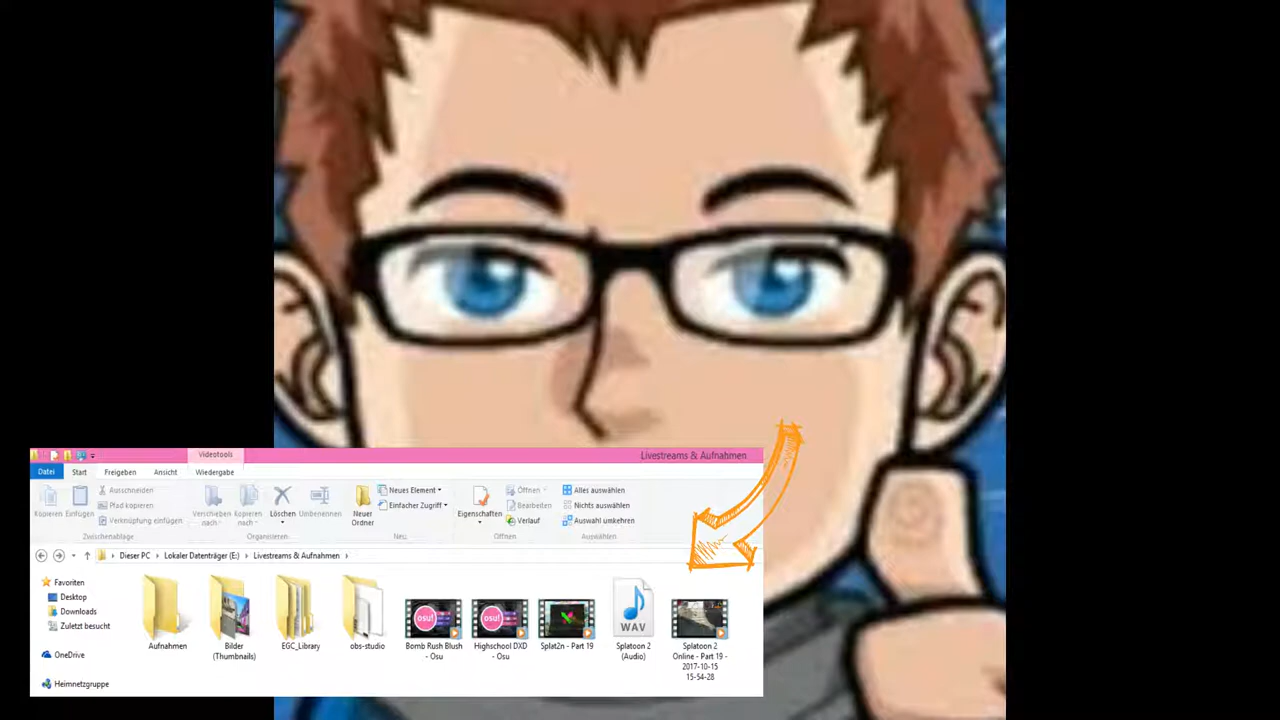 Videotools
Livestreams & Aufnahmen
Datei Start Freigeben Ansicht Wiedergabe
Kopieren Einfügen
Ausschneiden
Pfad kopieren
Verknüpfung einfügen
Zwischenablage
Verschieben nach
Kopieren nach
Löschen
Umbenennen
Organisieren
Neuer Ordner
Neues Element
Einfacher Zugriff
Neu
Eigenschaften
Öffnen
Bearbeiten
Verlauf
Öffnen
Alles auswählen
Nichts auswählen
Auswahl umkehren
Auswählen
Dieser PC Lokaler Datenträger (E:) Livestreams & Aufnahmen
Favoriten
Desktop
Downloads
Zuletzt besucht
OneDrive
Heimnetzgruppe
Aufnahmen
Bilder
(Thumbnails)
EGC_Library
obs-studio
osu!
Bomb Rush Blush
- Osu
osu!
Highschool DXD
- Osu
Splat2n - Part 19
WAV
Splatoon 2
(Audio)
Splatoon 2
Online - Part 19 -
2017-10-15
15-54-28